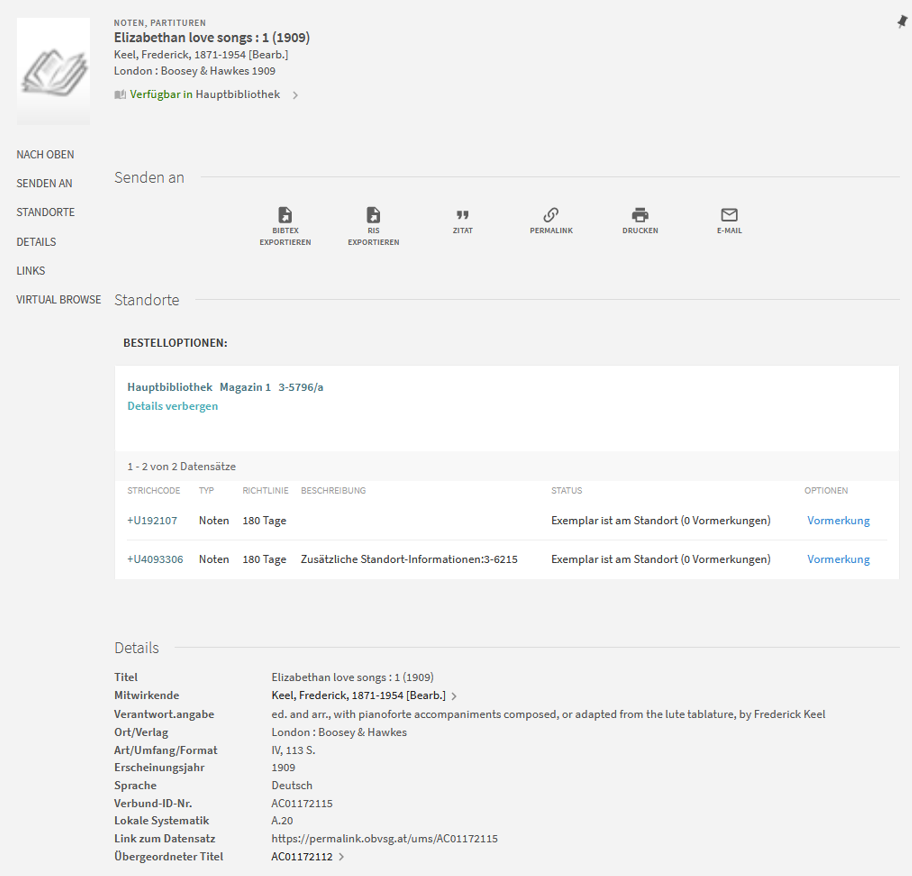 NOTEN, PARTITUREN
Elizabethan love songs : 1 (1909)
Keel, Frederick, 1871-1954 [Bearb.]
London : Boosey & Hawkes 1909
Verfügbar in Hauptbibliothek
NACH OBEN
SENDEN AN
STANDORTE
DETAILS
LINKS
VIRTUAL BROWSE
Senden an
BIBTEX EXPORTIEREN
RIS EXPORTIEREN
ZITAT
PERMALINK
DRUCKEN
E-MAIL
Standorte
BESTELLOPTIONEN:
Hauptbibliothek Magazin 1 3-5796/a
Details verbergen
1 - 2 von 2 Datensätze
STRICHCODE TYP RICHTLINIE BESCHREIBUNG STATUS OPTIONEN
+U192107 Noten 180 Tage Exemplar ist am Standort (0 Vormerkungen) Vormerkung
+U4093306 Noten 180 Tage Zusätzliche Standort-Informationen:3-6215 Exemplar ist am Standort (0 Vormerkungen) Vormerkung
Details
Titel Elizabethan love songs : 1 (1909)
Mitwirkende Keel, Frederick, 1871-1954 [Bearb.]
Verantwort.angabe ed. and arr., with pianoforte accompaniments composed, or adapted from the lute tablature, by Frederick Keel
Ort/Verlag London : Boosey & Hawkes
Art/Umfang/Format IV, 113 S.
Erscheinungsjahr 1909
Sprache Deutsch
Verbund-ID-Nr. AC01172115
Lokale Systematik A.20
Link zum Datensatz https://permalink.obvsg.at/ums/AC01172115
Übergeordneter Titel AC01172112